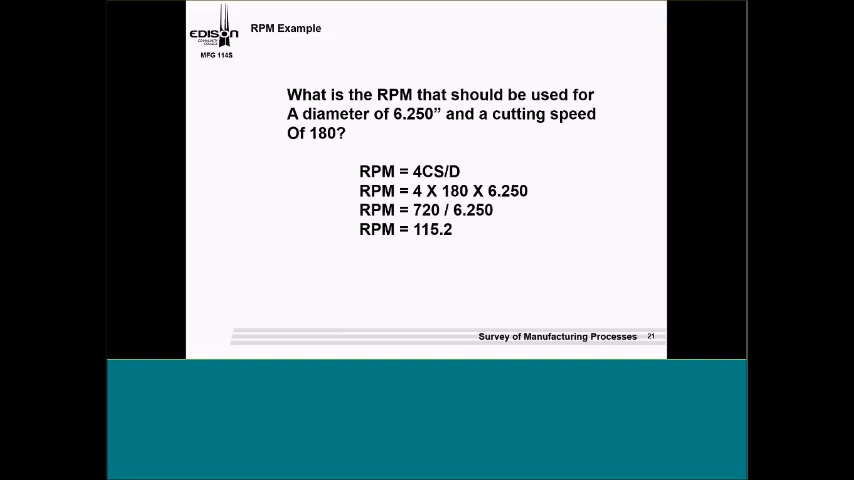 EDISON
COMMUNITY
COLLEGE
MFG 114S
RPM Example
What is the RPM that should be used for
A diameter of 6.250” and a cutting speed
Of 180?
RPM = 4CS/D
RPM = 4 X 180 X 6.250
RPM = 720 / 6.250
RPM = 115.2
Survey of Manufacturing Processes 21